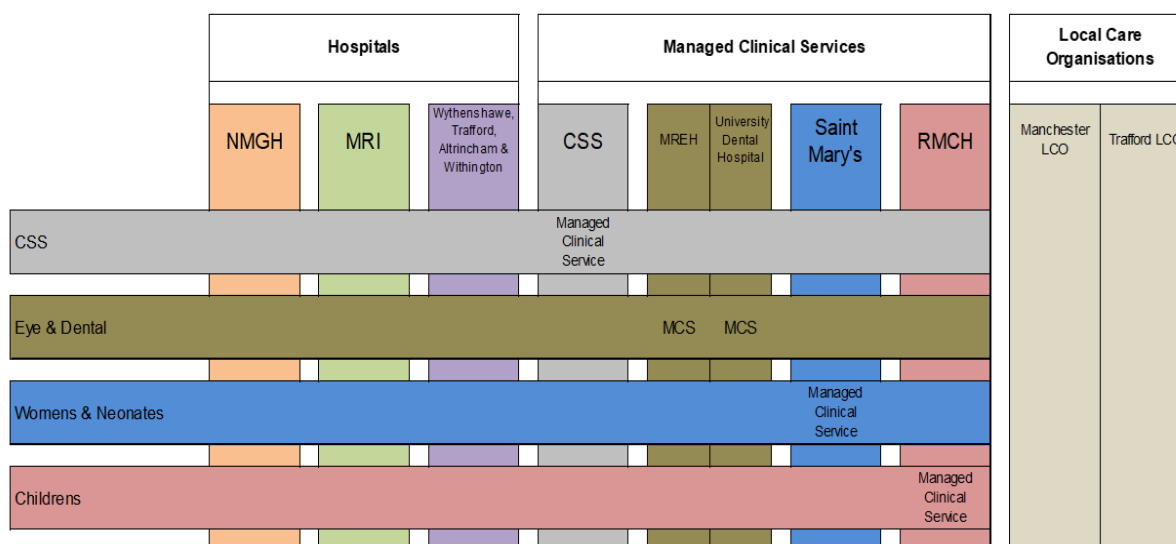 Hospitals
Managed Clinical Services
Local Care
Organisations
NMGH
MRI
Wythenshawe,
Trafford,
Altrincham &
Withington
CSS
MREH
University
Dental
Hospital
Saint
Mary's
RMCH
Manchester
LCO
Trafford LCO
CSS
Managed
Clinical
Service
Eye & Dental
MCS
MCS
Womens & Neonates
Managed
Clinical
Service
Childrens
Managed
Clinical
Service